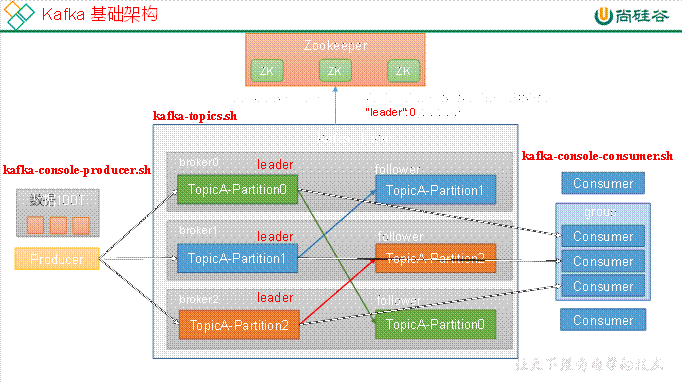 Kafka 基础架构
尚硅谷
Zookeeper
ZK
ZK
ZK
kafka-topics.sh
"leader":0
kafka-console-producer.sh
kafka-console-consumer.sh
broker0
leader
follower
TopicA-Partition0
TopicA-Partition1
Consumer
数据100T
group
broker1
leader
follower
Consumer
Producer
TopicA-Partition1
TopicA-Partition2
Consumer
broker2
leader
follower
Consumer
TopicA-Partition2
TopicA-Partition0
Consumer
让天下没有难学的技术